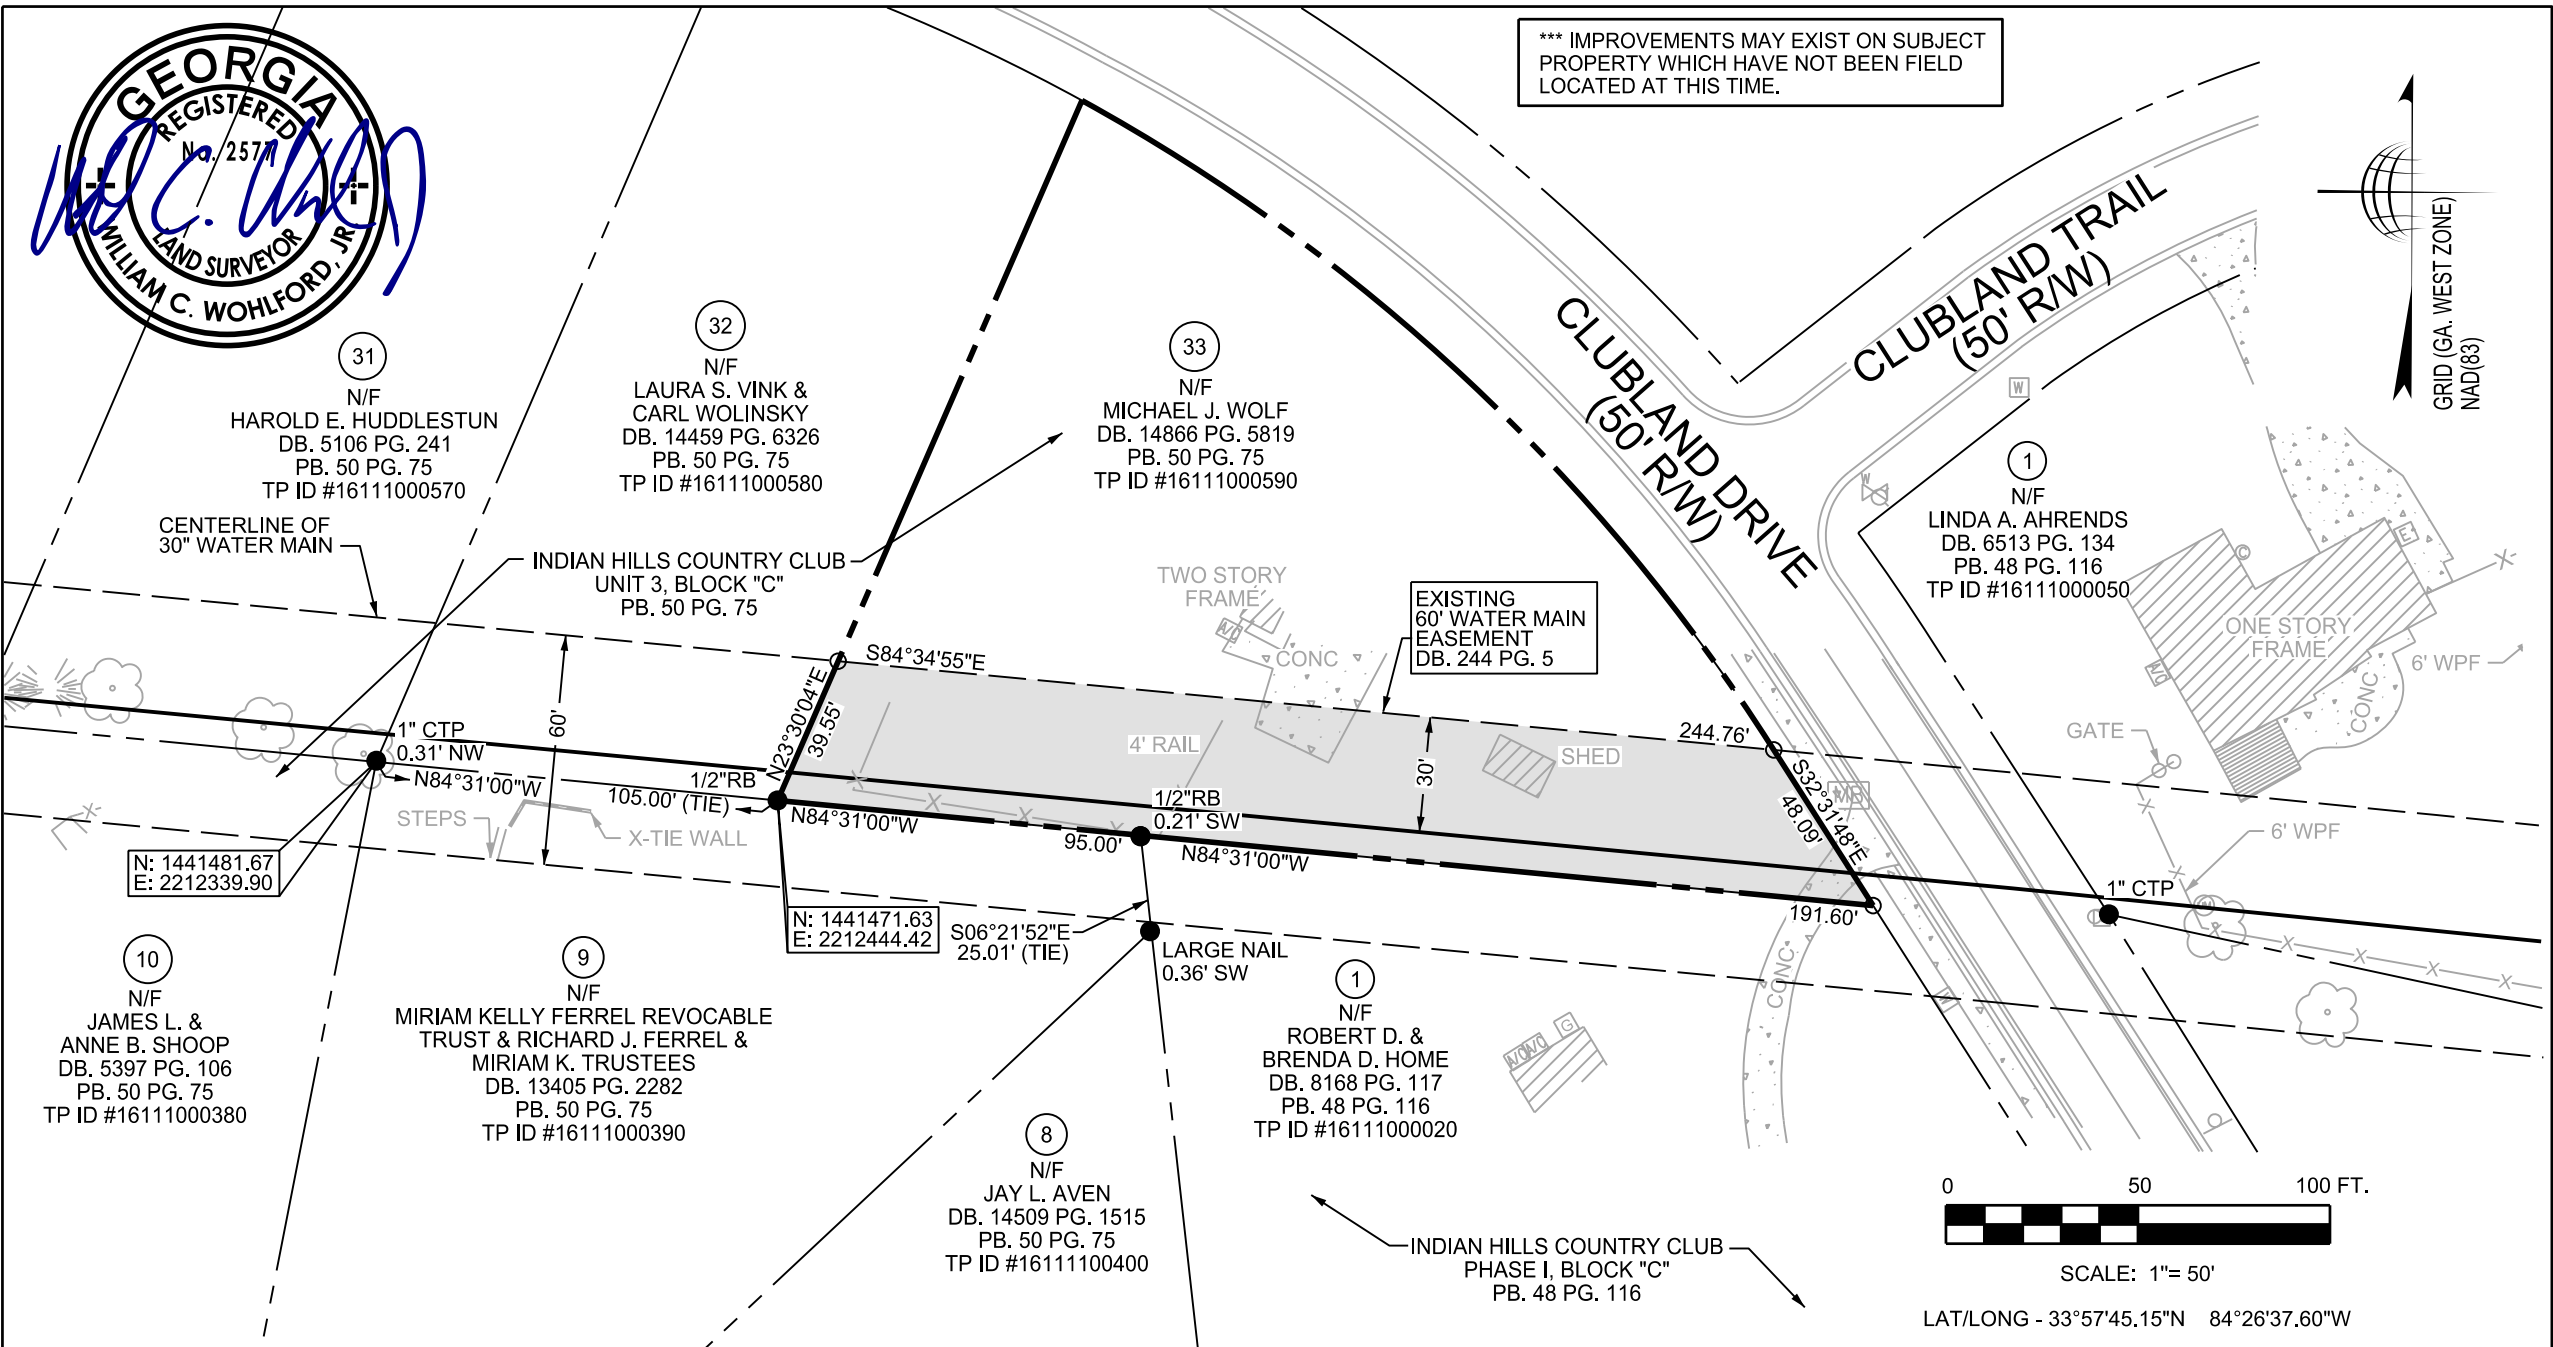 GEORGIA
REGISTERED
No. 2577
LAND SURVEYOR
WILLIAM C. WOHLFORD, JR.
*** IMPROVEMENTS MAY EXIST ON SUBJECT
PROPERTY WHICH HAVE NOT BEEN FIELD
LOCATED AT THIS TIME.
CLUBLAND TRAIL
(50' R/W)
CLUBLAND DRIVE
(50' R/W)
GRID (GA. WEST ZONE)
NAD(83)
31
N/F
HAROLD E. HUDDLESTUN
DB. 5106 PG. 241
PB. 50 PG. 75
TP ID #16111000570
32
N/F
LAURA S. VINK &
CARL WOLINSKY
DB. 14459 PG. 6326
PB. 50 PG. 75
TP ID #16111000580
33
N/F
MICHAEL J. WOLF
DB. 14866 PG. 5819
PB. 50 PG. 75
TP ID #16111000590
W
W
1
N/F
LINDA A. AHRENDS
DB. 6513 PG. 134
PB. 48 PG. 116
TP ID #16111000050
C
E
X
ONE STORY
FRAME
6' WPF
A/C
CONC
GATE
6' WPF
CENTERLINE OF
30" WATER MAIN
INDIAN HILLS COUNTRY CLUB
UNIT 3, BLOCK "C"
PB. 50 PG. 75
TWO STORY
FRAME
A/C
CONC
EXISTING
60' WATER MAIN
EASEMENT
DB. 244 PG. 5
S84°34'55"E
244.76'
N23°30'04"E
39.55'
60'
30'
4' RAIL
SHED
S32°31'48"E
48.09'
MB
1" CTP
0.31' NW
N84°31'00"W
1/2"RB
105.00' (TIE)
N84°31'00"W
95.00'
1/2"RB
0.21' SW
N84°31'00"W
191.60'
1" CTP
STEPS
X-TIE WALL
N: 1441481.67
E: 2212339.90
N: 1441471.63
E: 2212444.42
S06°21'52"E
25.01' (TIE)
LARGE NAIL
0.36' SW
CONC
10
N/F
JAMES L. &
ANNE B. SHOOP
DB. 5397 PG. 106
PB. 50 PG. 75
TP ID #16111000380
9
N/F
MIRIAM KELLY FERREL REVOCABLE
TRUST & RICHARD J. FERREL &
MIRIAM K. TRUSTEES
DB. 13405 PG. 2282
PB. 50 PG. 75
TP ID #16111000390
8
N/F
JAY L. AVEN
DB. 14509 PG. 1515
PB. 50 PG. 75
TP ID #16111100400
1
N/F
ROBERT D. &
BRENDA D. HOME
DB. 8168 PG. 117
PB. 48 PG. 116
TP ID #16111000020
A/C A/C G
INDIAN HILLS COUNTRY CLUB
PHASE I, BLOCK "C"
PB. 48 PG. 116
0 50 100 FT.
SCALE: 1"= 50'
LAT/LONG - 33°57'45.15"N 84°26'37.60"W